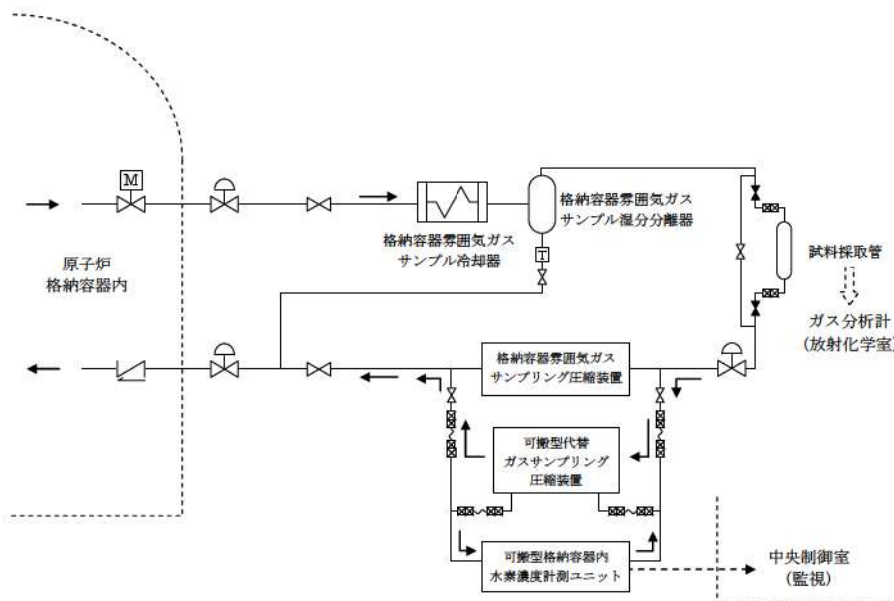 M
格納容器雰囲気ガス
サンプル湿分分離器
格納容器雰囲気ガス
サンプル冷却器
T
原子炉
格納容器内
試料採取管
ガス分析計
(放射化学室)
格納容器雰囲気ガス
サンプリング圧縮装置
可搬型代替
ガスサンプリング
圧縮装置
可搬型格納容器内
水素濃度計測ユニット
中央制御室
(監視)